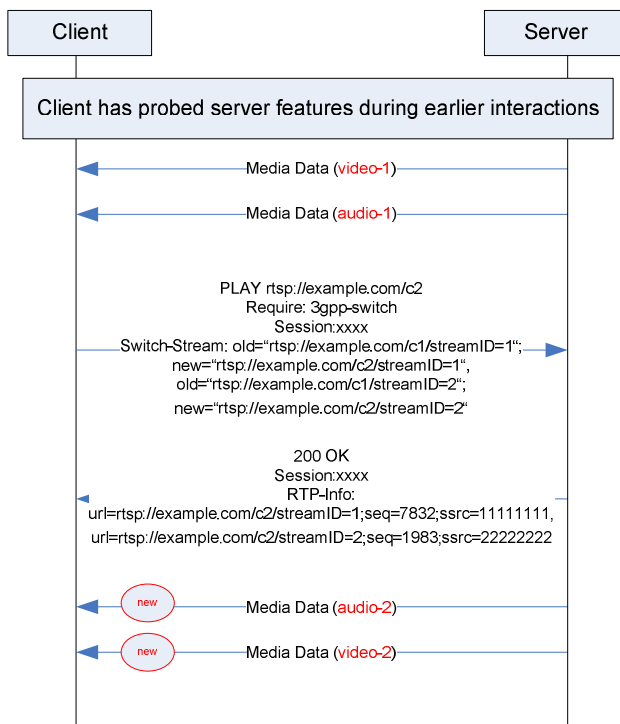 Client
Server
Client has probed server features during earlier interactions
Media Data (video-1)
Media Data (audio-1)
PLAY rtsp://example.com/c2
Require: 3gpp-switch
Session:xxxx
Switch-Stream: old=“rtsp://example.com/c1/streamID=1“;
new=“rtsp://example.com/c2/streamID=1“,
old=“rtsp://example.com/c1/streamID=2“;
new=“rtsp://example.com/c2/streamID=2“
200 OK
Session:xxxx
RTP-Info:
url=rtsp://example.com/c2/streamID=1;seq=7832;ssrc=11111111,
url=rtsp://example.com/c2/streamID=2;seq=1983;ssrc=22222222
new
Media Data (audio-2)
new
Media Data (video-2)